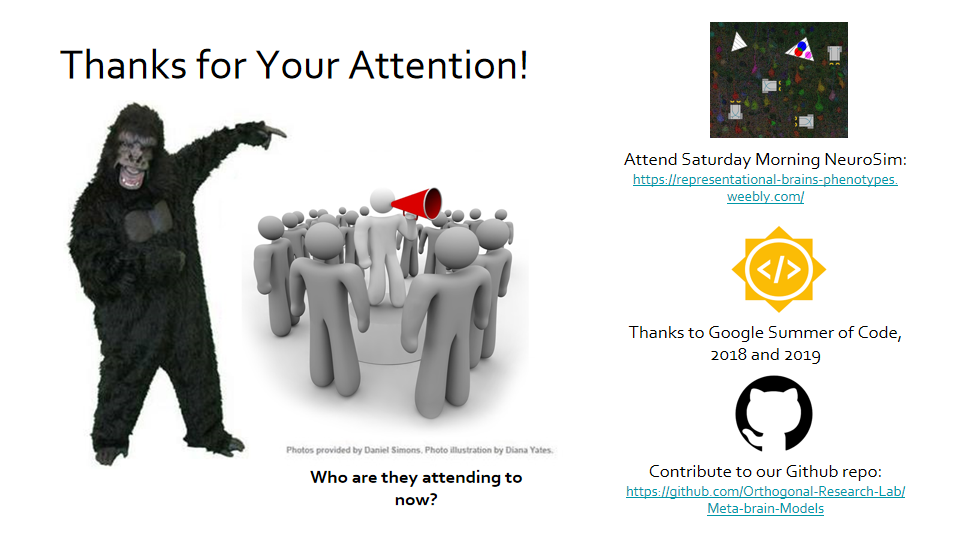 Thanks for Your Attention!
Photos provided by Daniel Simons. Photo illustration by Diana Yates.
Who are they attending to
now?
Attend Saturday Morning NeuroSim:
https://representational-brains-phenotypes.
weebly.com/
</>
Thanks to Google Summer of Code,
2018 and 2019
Contribute to our Github repo:
https://github.com/Orthogonal-Research-Lab/
Meta-brain-Models